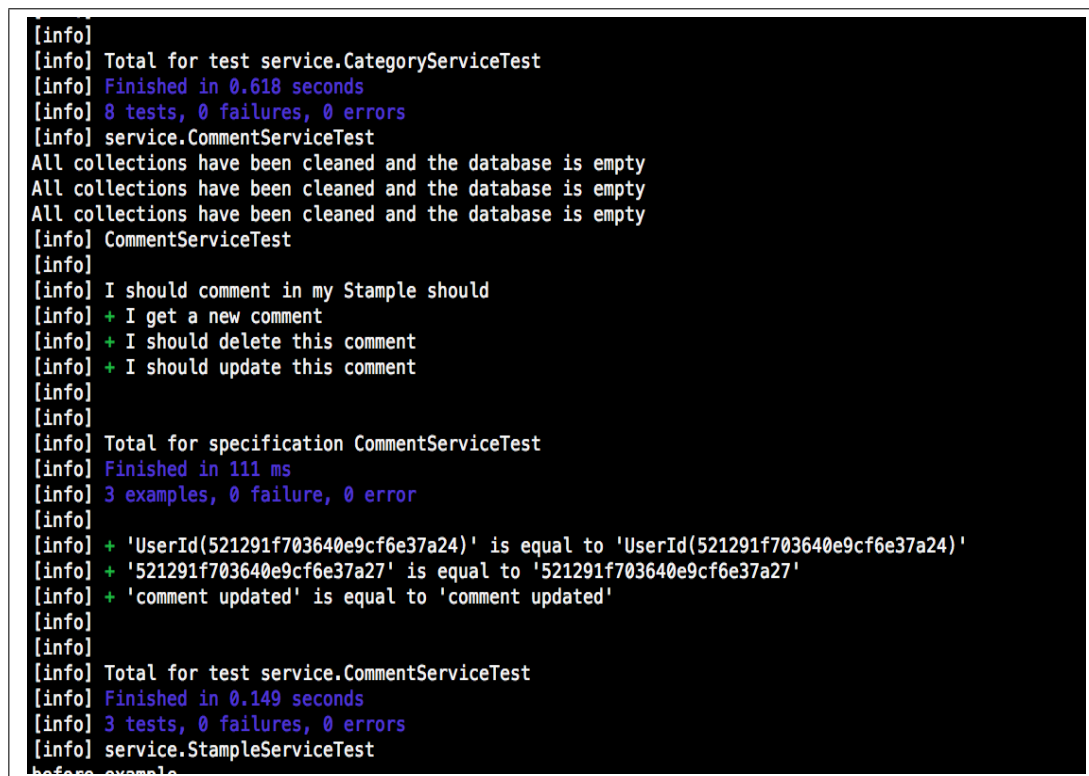 [info]
[info] Total for test service.CategoryServiceTest
[info] Finished in 0.618 seconds
[info] 8 tests, 0 failures, 0 errors
[info] service.CommentServiceTest
All collections have been cleaned and the database is empty
All collections have been cleaned and the database is empty
All collections have been cleaned and the database is empty
[info] CommentServiceTest
[info]
[info] I should comment in my Stample should
[info] + I get a new comment
[info] + I should delete this comment
[info] + I should update this comment
[info]
[info]
[info] Total for specification CommentServiceTest
[info] Finished in 111 ms
[info] 3 examples, 0 failure, 0 error
[info]
[info] + 'UserId(521291f703640e9cf6e37a24)' is equal to 'UserId(521291f703640e9cf6e37a24)'
[info] + '521291f703640e9cf6e37a27' is equal to '521291f703640e9cf6e37a27'
[info] + 'comment updated' is equal to 'comment updated'
[info]
[info]
[info] Total for test service.CommentServiceTest
[info] Finished in 0.149 seconds
[info] 3 tests, 0 failures, 0 errors
[info] service.StampleServiceTest
before example